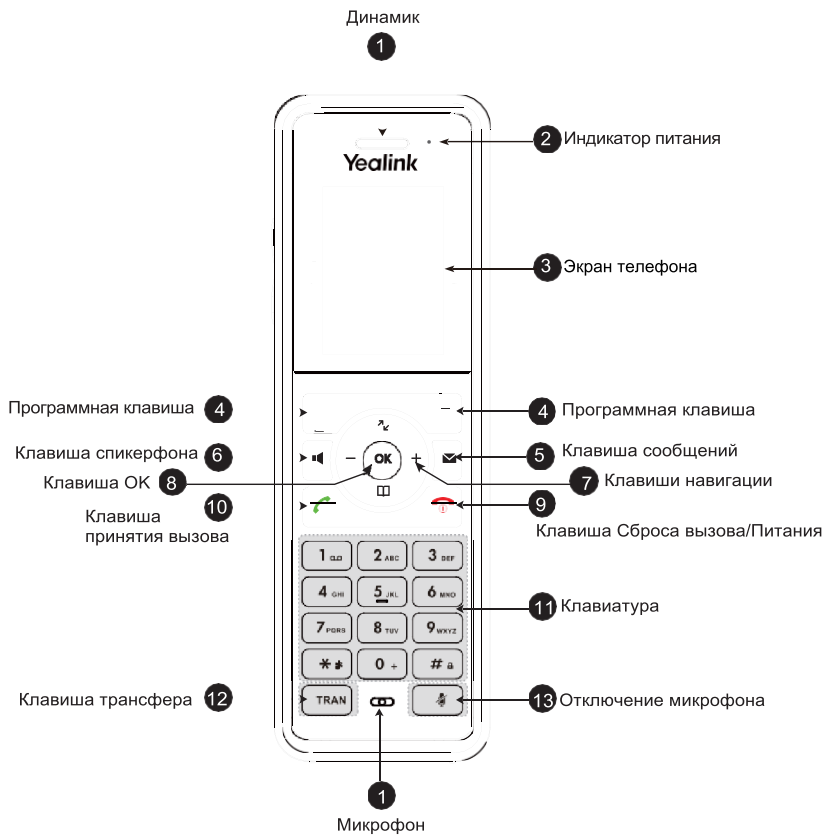 Динамик
1
2 Индикатор питания
Yealink
3 Экран телефона
Программная клавиша 4
4 Программная клавиша
Клавиша спикерфона 6
5 Клавиша сообщений
OK
Клавиша OK 8
7 Клавиши навигации
10
Клавиша
принятия вызова
9
Клавиша Сброса вызова/Питания
1
2 ABC
3 DEF
4 GHI
5 JKL
6 MNO
11 Клавиатура
7 PQRS
8 TUV
9 WXYZ
*
0 +
#
Клавиша трансфера 12
TRAN
13 Отключение микрофона
1
Микрофон